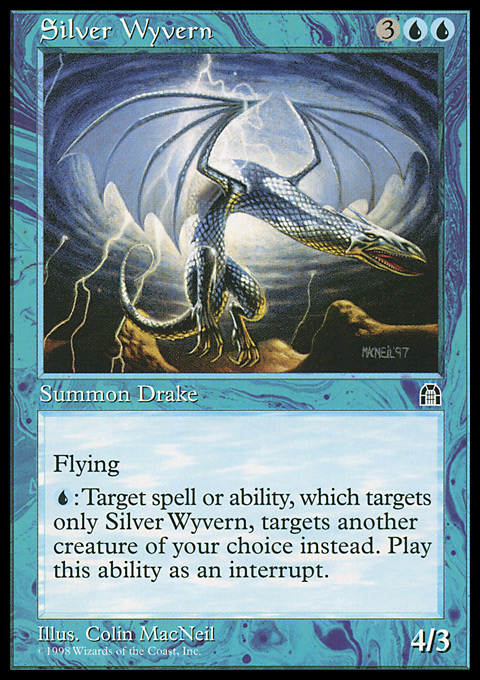 Silver Wyvern 3
MACNEIL '97
Summon Drake
Flying
:Target spell or ability, which targets
only Silver Wyvern, targets another
creature of your choice instead. Play
this ability as an interrupt.
Illus. Colin MacNeil
©1998 Wizards of the Coast, Inc.
4/3